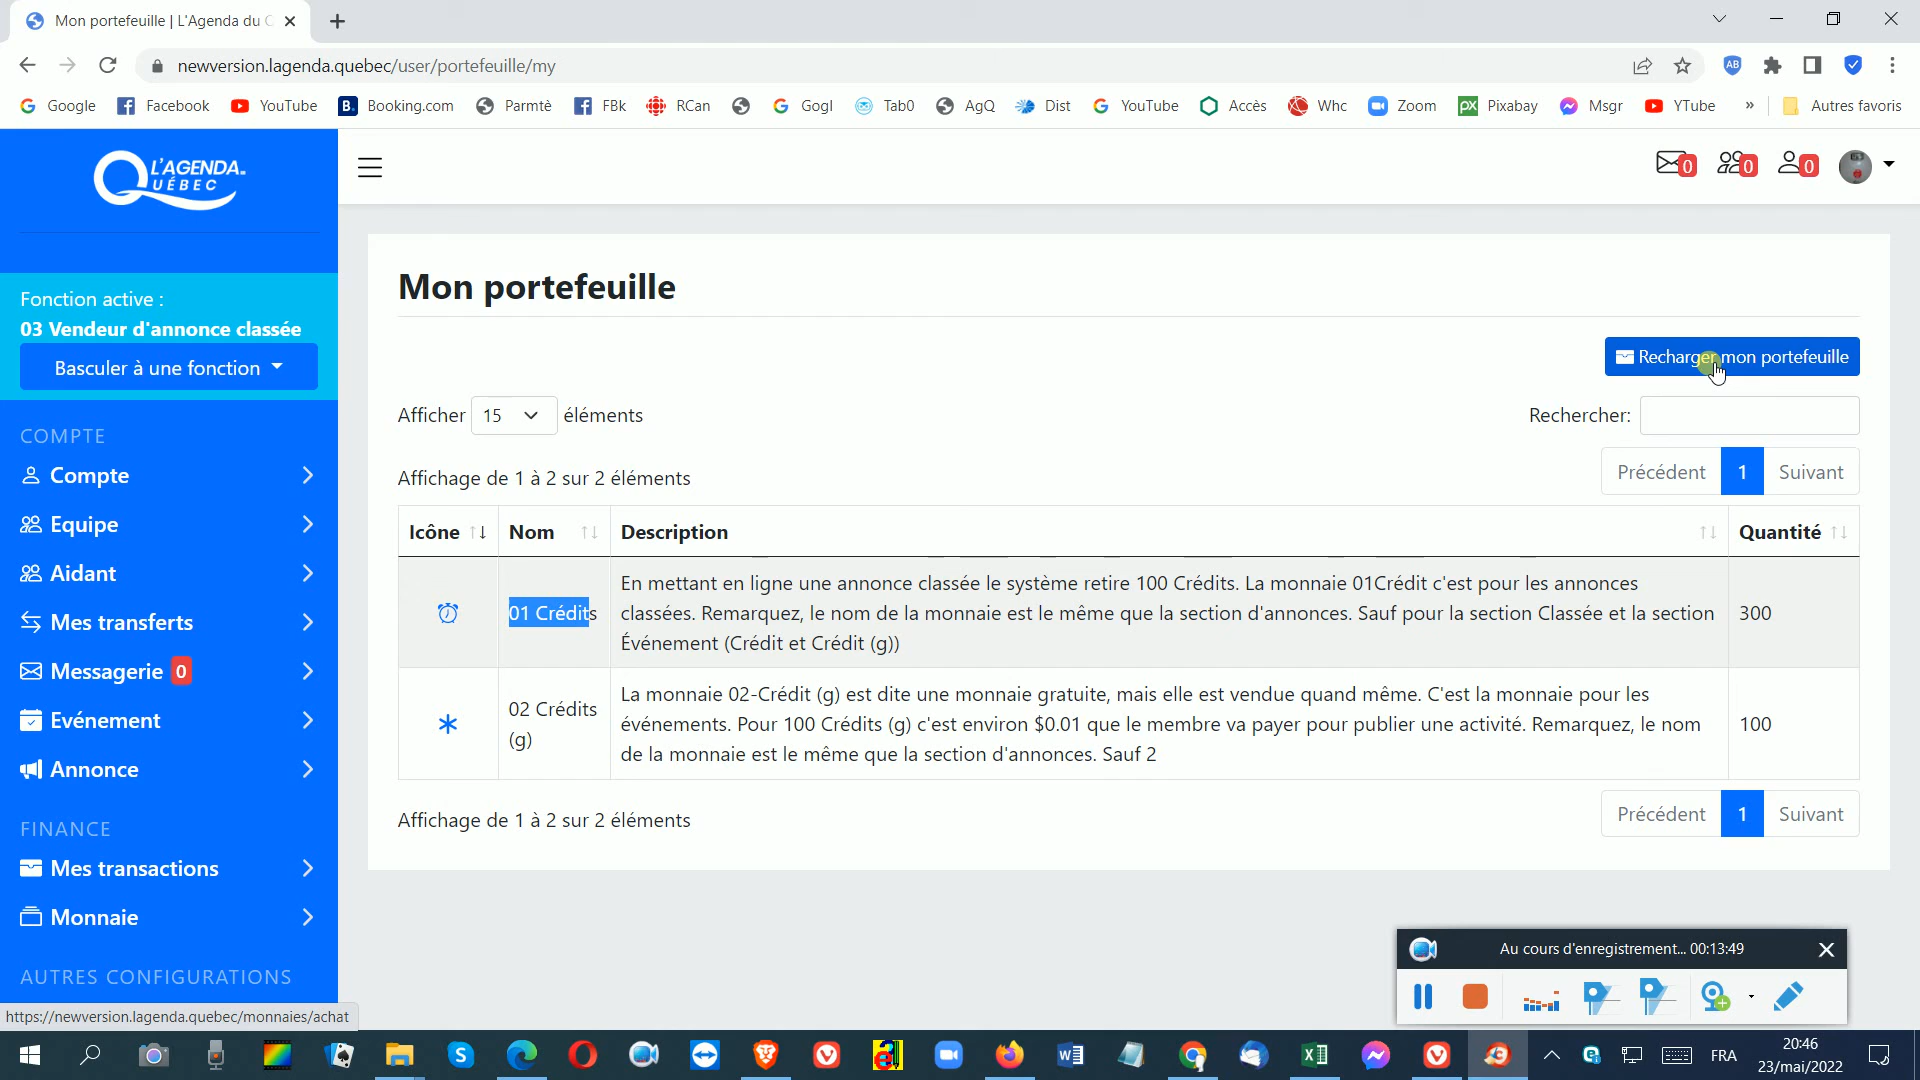 Mon portefeuille | L'Agenda du C
newversion.lagenda.quebec/user/portefeuille/my
Google Facebook YouTube Booking.com Parmtè FBk RCan Gogl Tab0 AgQ Dist YouTube Accès Whc Zoom Pixabay Msgr YTube » Autres favoris
L'AGENDA
QUÉBEC
0 0 0
Fonction active :
03 Vendeur d'annonce classée
Basculer à une fonction
COMPTE
Compte
Equipe
Aidant
Mes transferts
Messagerie 0
Evénement
Annonce
FINANCE
Mes transactions
Monnaie
AUTRES CONFIGURATIONS
https://newversion.lagenda.quebec/monnaies/achat
Mon portefeuille
Recharger mon portefeuille
Afficher 15 éléments
Rechercher:
Affichage de 1 à 2 sur 2 éléments
Précédent 1 Suivant
Icône Nom Description Quantité
01 Crédits
En mettant en ligne une annonce classée le système retire 100 Crédits. La monnaie 01Crédit c'est pour les annonces
classées. Remarquez, le nom de la monnaie est le même que la section d'annonces. Sauf pour la section Classée et la section
Événement (Crédit et Crédit (g))
300
02 Crédits
(g)
La monnaie 02-Crédit (g) est dite une monnaie gratuite, mais elle est vendue quand même. C'est la monnaie pour les
événements. Pour 100 Crédits (g) c'est environ $0.01 que le membre va payer pour publier une activité. Remarquez, le nom
de la monnaie est le même que la section d'annonces. Sauf 2
100
Affichage de 1 à 2 sur 2 éléments
Précédent 1 Suivant
Au cours d'enregistrement... 00:13:49
FRA
20:46
23/mai/2022